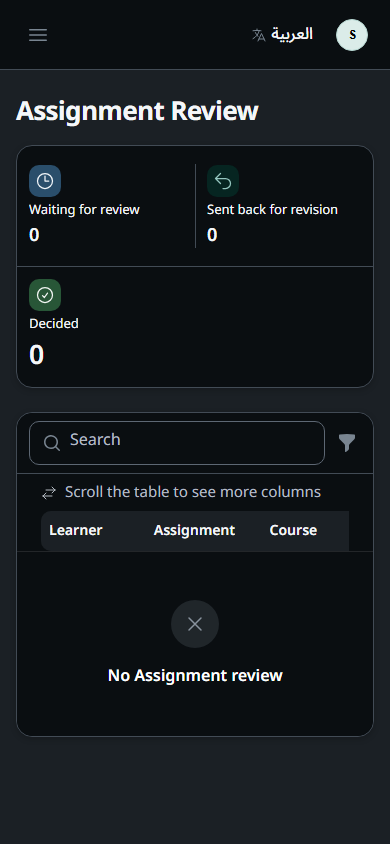 العربية
S
Assignment Review
Waiting for review
0
Sent back for revision
0
Decided
0
Search
Scroll the table to see more columns
Learner Assignment Course
No Assignment review